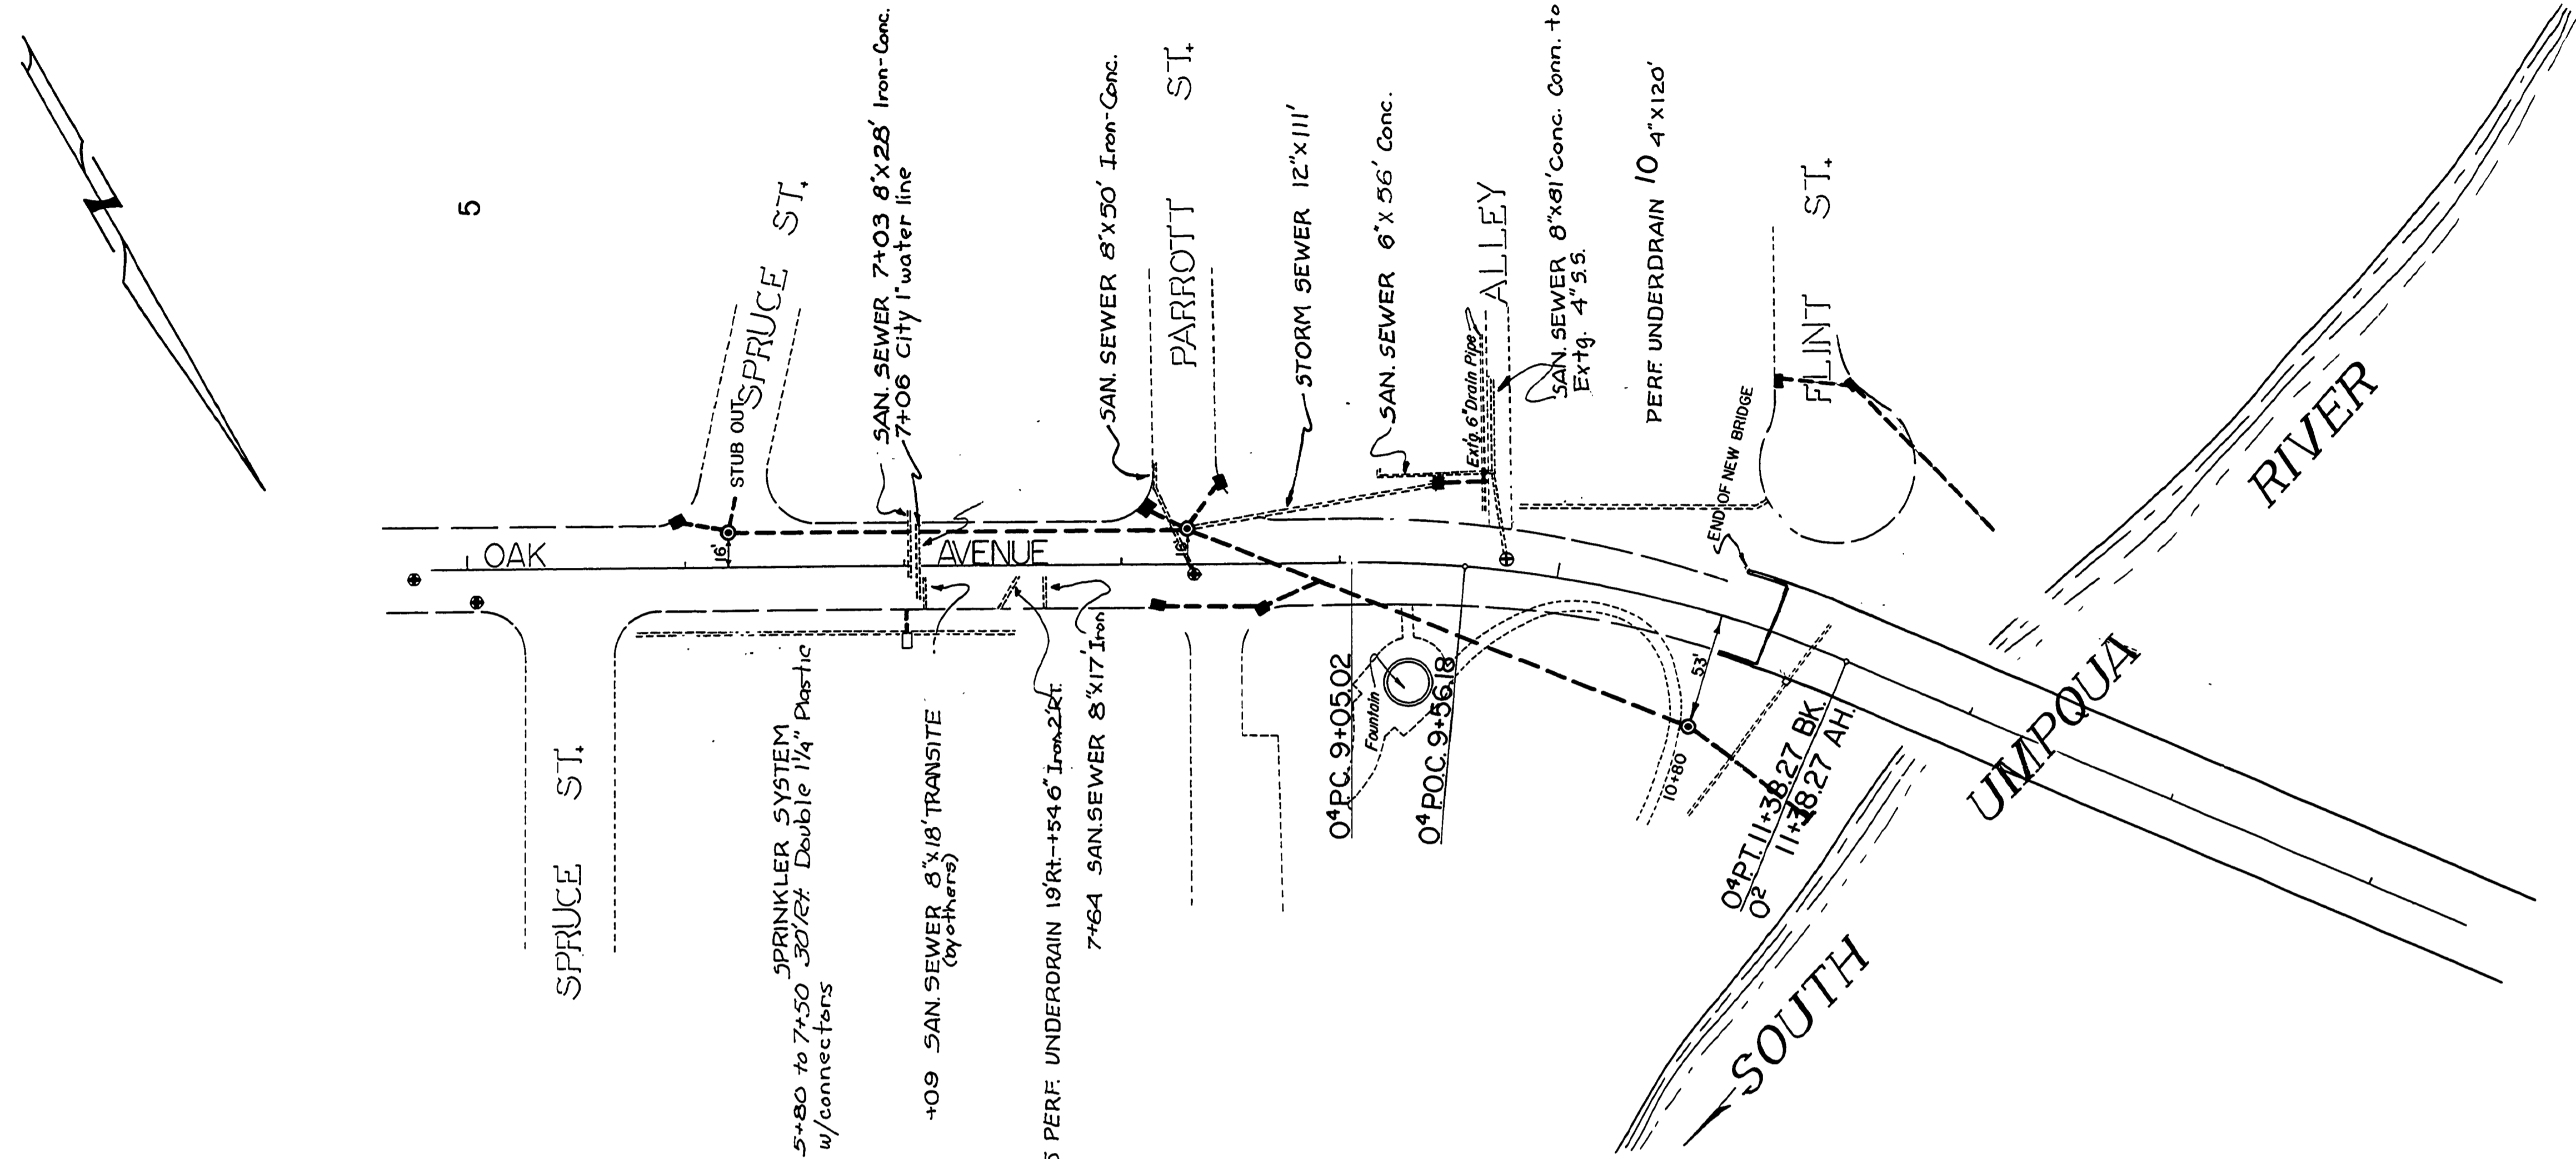 5
SPRUCE ST.
STUB OUT
SAN. SEWER 7+03 8"x28' Iron-Conc.
7+06 City 1" water line
SAN. SEWER 8"x50' Iron-Conc.
PARROTT ST.
STORM SEWER 12"x111'
SAN. SEWER 6"x56' Conc.
Ext'g. 6" Drain Pipe
ALLEY
SAN. SEWER 8"x81' Conc. Conn. to
Extg. 4" S.S.
PERF. UNDERDRAIN 10 4"x120'
FLINT ST.
END OF NEW BRIDGE
OAK AVENUE
16'
16'
SPRUCE ST.
SPRINKLER SYSTEM
5+80 to 7+50 30' Rt. Double 1¼" Plastic
w/connectors
+09 SAN. SEWER 8"x18' TRANSITE
(by others)
PERF. UNDERDRAIN 19' Rt.-+54 6" Iron 2' Rt.
7+64 SAN. SEWER 8"x17' Iron
O⁴ P.C. 9+05.02
Fountain
O⁴ P.O.C. 9+56.18
53'
10+80
O⁴ P.T. 11+38.27 BK.
O² 11+38.27 AH.
SOUTH UMPQUA RIVER